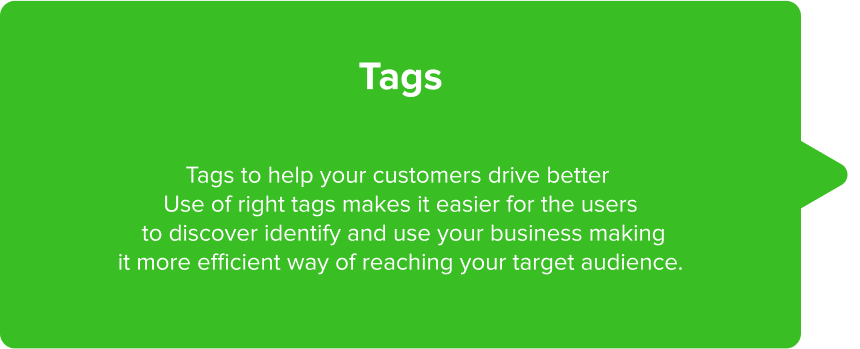 Tags
Tags to help your customers drive better
Use of right tags makes it easier for the users
to discover identify and use your business making
it more efficient way of reaching your target audience.